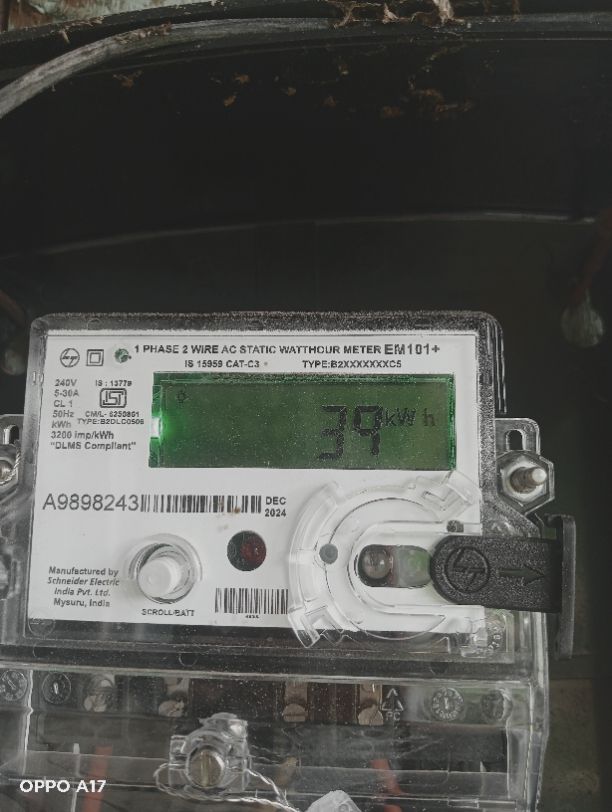 1 PHASE 2 WIRE AC STATIC WATTHOUR METER EM101+
IS 15959 CAT-C3 TYPE:B2XXXXXXXC5
240V IS : 13779
5-30A
CL 1
50Hz CM/L- 6250851
kWh TYPE:B2DLC0506
3200 imp/kWh
"DLMS Compliant"
39 kWh
A9898243 DEC
2024
Manufactured by
Schneider Electric
India Pvt. Ltd.
Mysuru, India
SCROLL/BATT
OPPO A17